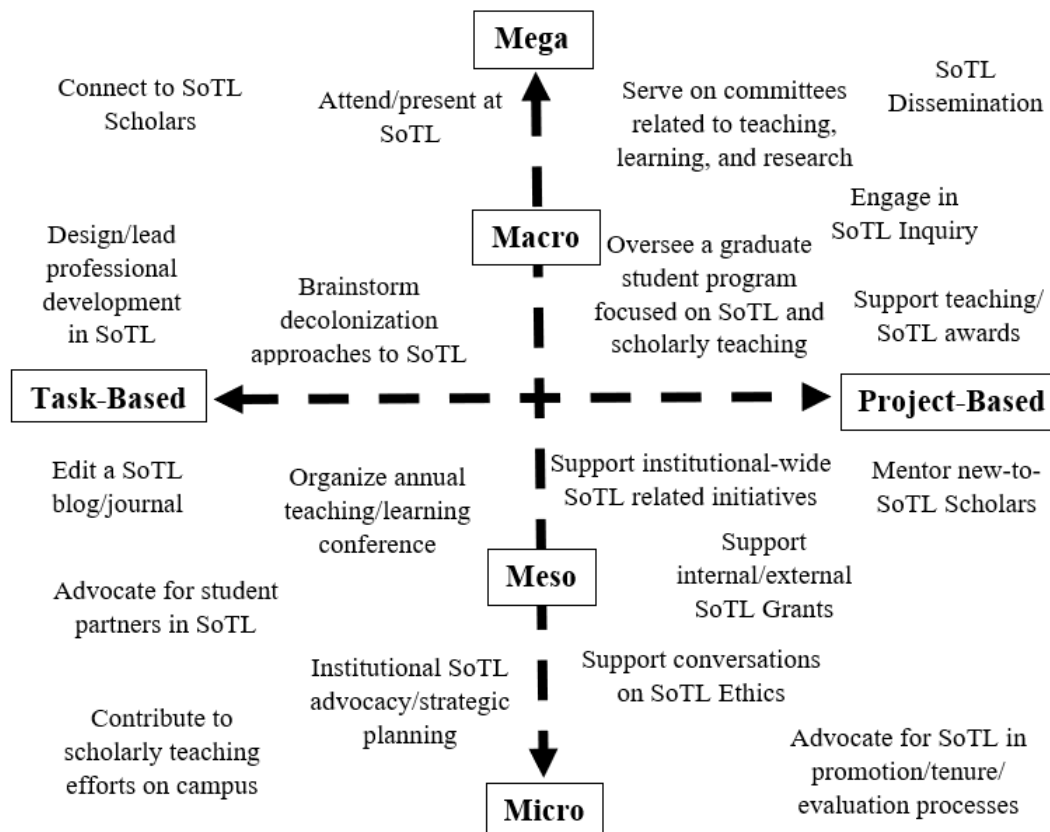 Mega
Connect to SoTL
Scholars
Attend/present at
SoTL
Serve on committees
related to teaching,
learning, and research
SoTL
Dissemination
Engage in
SoTL Inquiry
Macro
Design/lead
professional
development
in SoTL
Brainstorm
decolonization
approaches to SoTL
Oversee a graduate
student program
focused on SoTL and
scholarly teaching
Support teaching/
SoTL awards
Task-Based
Project-Based
Edit a SoTL
blog/journal
Organize annual
teaching/learning
conference
Support institutional-wide
SoTL related initiatives
Mentor new-to-
SoTL Scholars
Meso
Support
internal/external
SoTL Grants
Advocate for student
partners in SoTL
Institutional SoTL
advocacy/strategic
planning
Support conversations
on SoTL Ethics
Contribute to
scholarly teaching
efforts on campus
Advocate for SoTL in
promotion/tenure/
evaluation processes
Micro